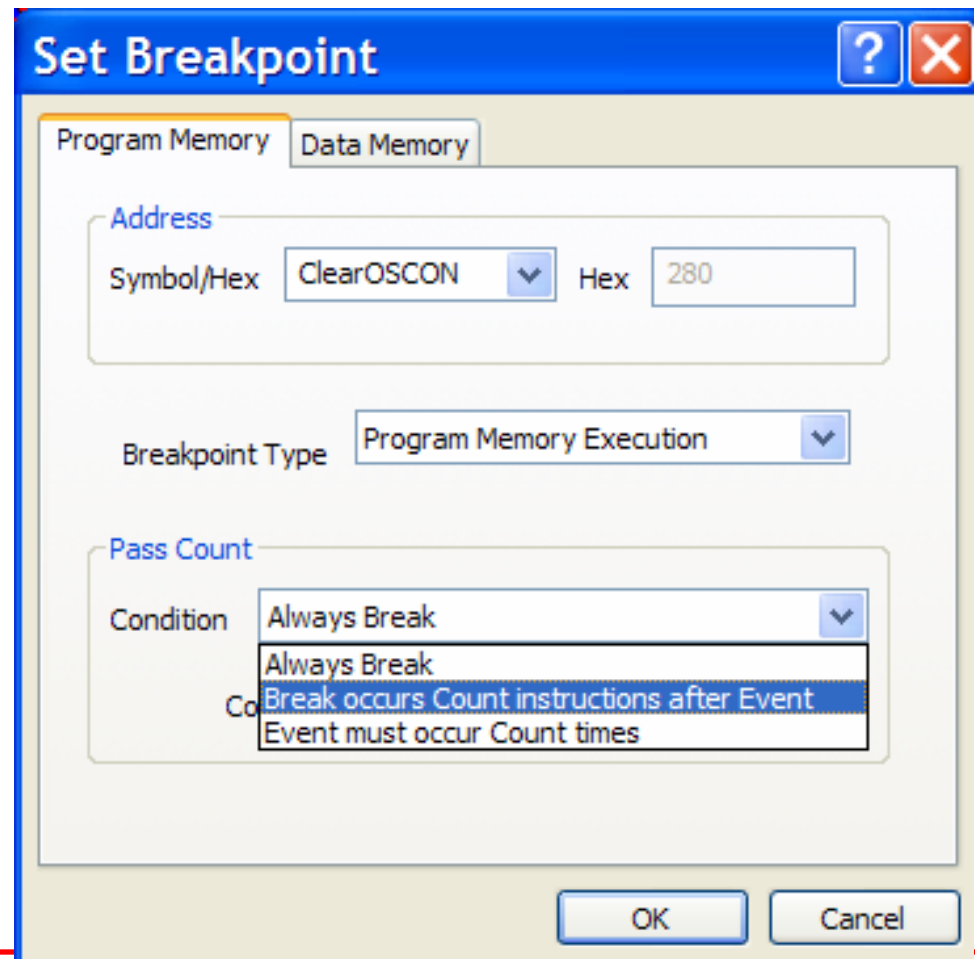 Set Breakpoint
Program Memory
Data Memory
Address
Symbol/Hex ClearOSCON Hex 280
Breakpoint Type Program Memory Execution
Pass Count
Condition Always Break
Always Break
Co Break occurs Count instructions after Event
Event must occur Count times
OK Cancel